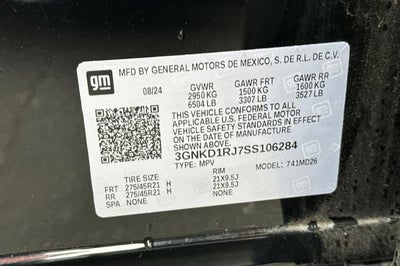 gm
MFD BY GENERAL MOTORS DE MEXICO, S. DE R.L. DE C.V.
08/24 GVWR GAWR FRT GAWR RR
2950 KG 1500 KG 1600 KG
6504 LB 3307 LB 3527 LB
THIS VEHICLE CONFORMS TO ALL
APPLICABLE U.S. FEDERAL MOTOR
VEHICLE SAFETY
STANDARDS IN EFFECT ON THE
DATE OF MANUFACTURE
SHOWN ABOVE.
3GNKD1RJ7SS106284
TYPE: MPV MODEL: 741MD26
TIRE SIZE RIM
FRT 275/45R21 H 21X9.5J
RR 275/45R21 H 21X9.5J
SPA NONE NONE